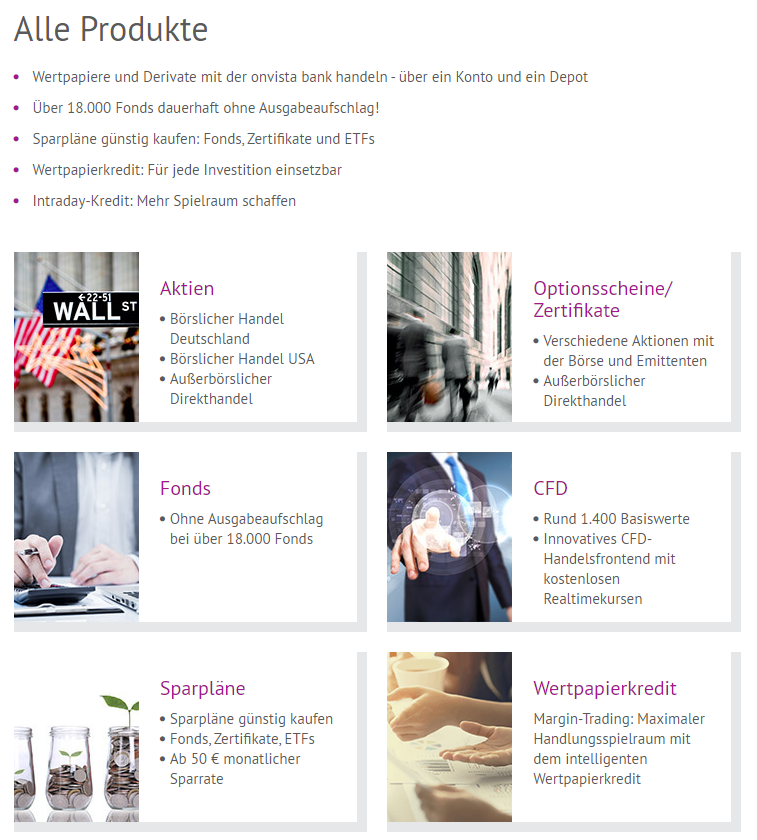 Alle Produkte
Wertpapiere und Derivate mit der onvista bank handeln - über ein Konto und ein Depot
Über 18.000 Fonds dauerhaft ohne Ausgabeaufschlag!
Sparpläne günstig kaufen: Fonds, Zertifikate und ETFs
Wertpapierkredit: Für jede Investition einsetzbar
Intraday-Kredit: Mehr Spielraum schaffen
22-51
WALL ST
Aktien
• Börslicher Handel
Deutschland
• Börslicher Handel USA
• Außerbörslicher
Direkthandel
Optionsscheine/
Zertifikate
• Verschiedene Aktionen mit
der Börse und Emittenten
• Außerbörslicher
Direkthandel
Fonds
• Ohne Ausgabeaufschlag
bei über 18.000 Fonds
CFD
• Rund 1.400 Basiswerte
• Innovatives CFD-
Handelsfrontend mit
kostenlosen
Realtimekursen
Sparpläne
• Sparpläne günstig kaufen
• Fonds, Zertifikate, ETFs
• Ab 50 € monatlicher
Sparrate
Wertpapierkredit
Margin-Trading: Maximaler
Handlungsspielraum mit
dem intelligenten
Wertpapierkredit